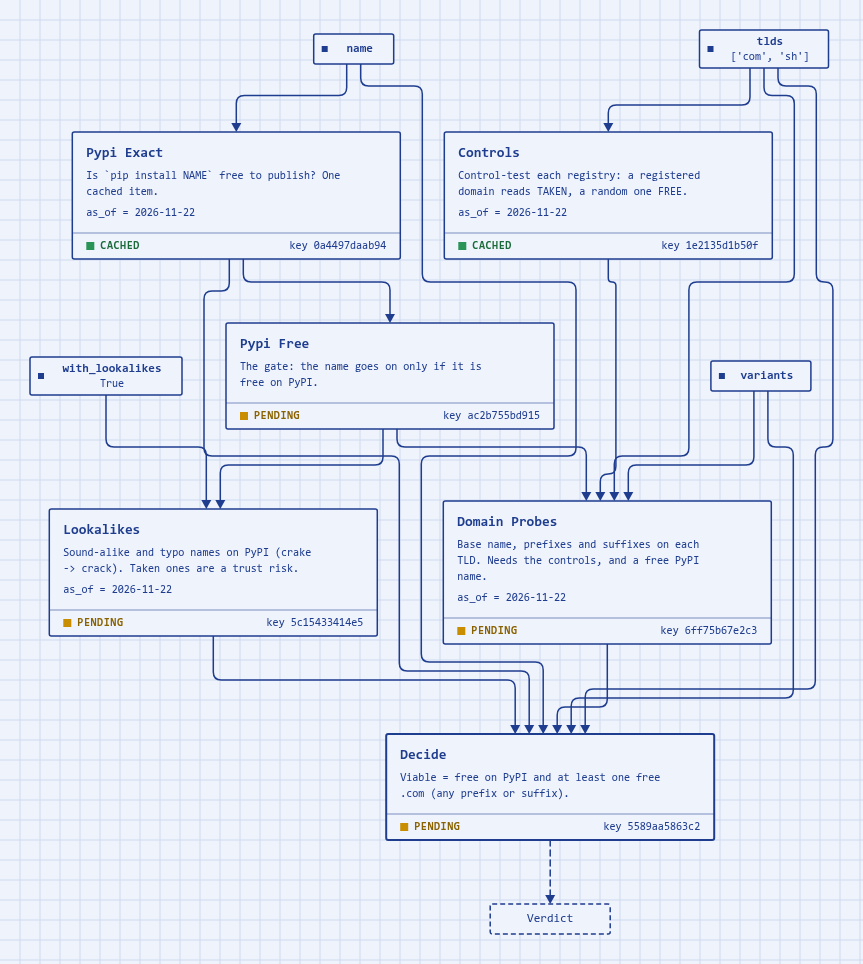 name
tlds
['com', 'sh']
Pypi Exact
Is `pip install NAME` free to publish? One
cached item.
as_of = 2026-11-22
CACHED
key 0a4497daab94
Controls
Control-test each registry: a registered
domain reads TAKEN, a random one FREE.
as_of = 2026-11-22
CACHED
key 1e2135d1b50f
Pypi Free
The gate: the name goes on only if it is
free on PyPI.
PENDING
key ac2b755bd915
with_lookalikes
True
variants
Lookalikes
Sound-alike and typo names on PyPI (crake
-> crack). Taken ones are a trust risk.
as_of = 2026-11-22
PENDING
key 5c15433414e5
Domain Probes
Base name, prefixes and suffixes on each
TLD. Needs the controls, and a free PyPI
name.
as_of = 2026-11-22
PENDING
key 6ff75b67e2c3
Decide
Viable = free on PyPI and at least one free
.com (any prefix or suffix).
PENDING
key 5589aa5863c2
Verdict